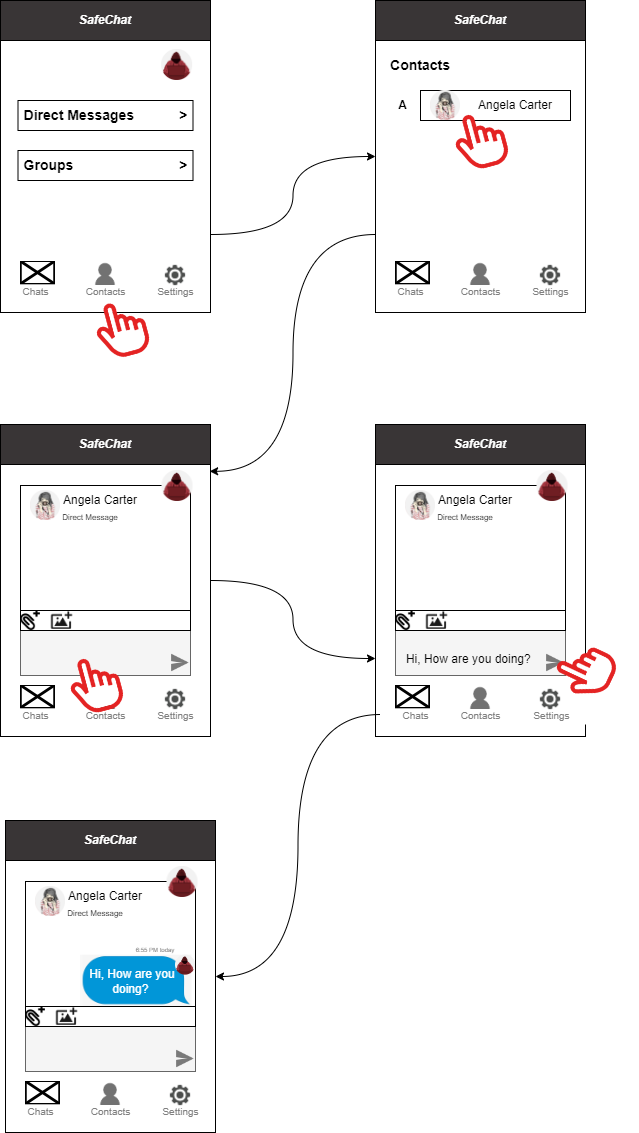 SafeChat
Direct Messages >
Groups >
Chats Contacts Settings
SafeChat
Contacts
A Angela Carter
Chats Contacts Settings
SafeChat
Angela Carter
Direct Message
Chats Contacts Settings
SafeChat
Angela Carter
Direct Message
Hi, How are you doing?
Chats Contacts Settings
SafeChat
Angela Carter
Direct Message
6:55 PM today
Hi, How are you
doing?
Chats Contacts Settings